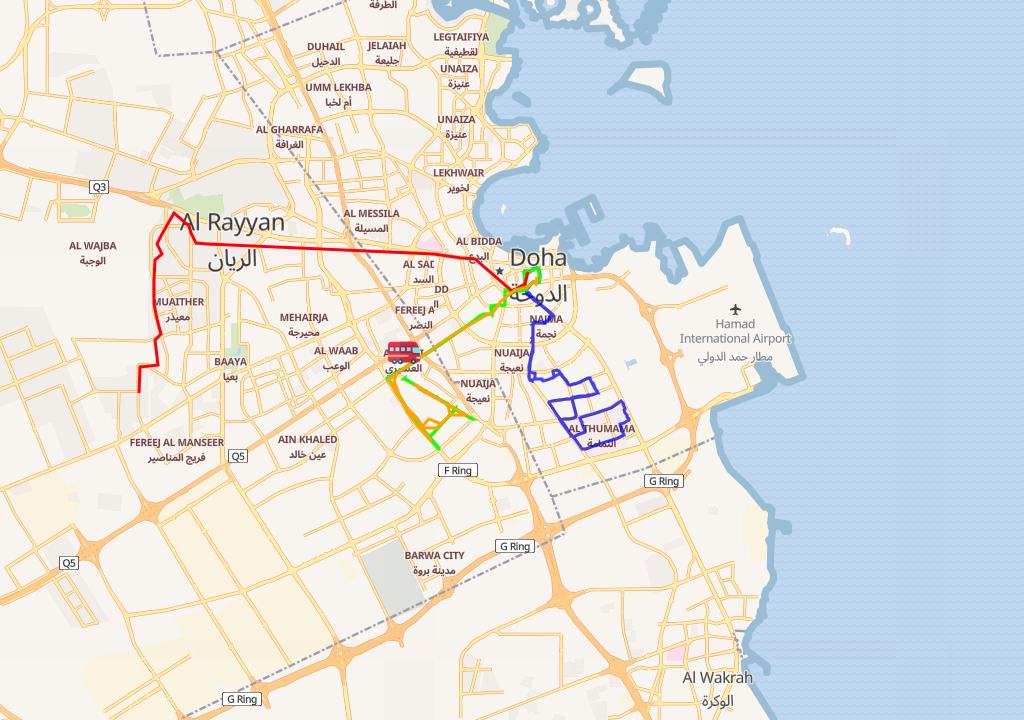 الطرفة
LEGTAIFIYA
لقطيفية
DUHAIL
الدحيل
JELAIAH
جليعة
UNAIZA
عنيزة
UMM LEKHBA
أم لخبا
UNAIZA
عنيزة
AL GHARRAFA
الغرافة
LEKHWAIR
لخوير
Q3
Al Rayyan
الريان
AL MESSILA
المسيلة
AL WAJBA
الوجبة
AL BIDDA
البدع
Doha
الدوحة
AL SAD
السد
DD
ال
MUAITHER
معيذر
FEREEJ A
النصر
MEHAIRJA
محيرجة
NAJMA
نجمة
Hamad
International Airport
مطار حمد الدولي
AL WAAB
الوعب
BAAYA
بعيا
NUAIJA
نعيجة
NUAIJA
نعيجة
AL THUMAMA
الثمامة
FEREEJ AL MANSEER
فريج المناصير
AIN KHALED
عين خالد
Q5
F Ring
G Ring
G Ring
BARWA CITY
مدينة بروة
Q5
Al Wakrah
الوكرة
G Ring